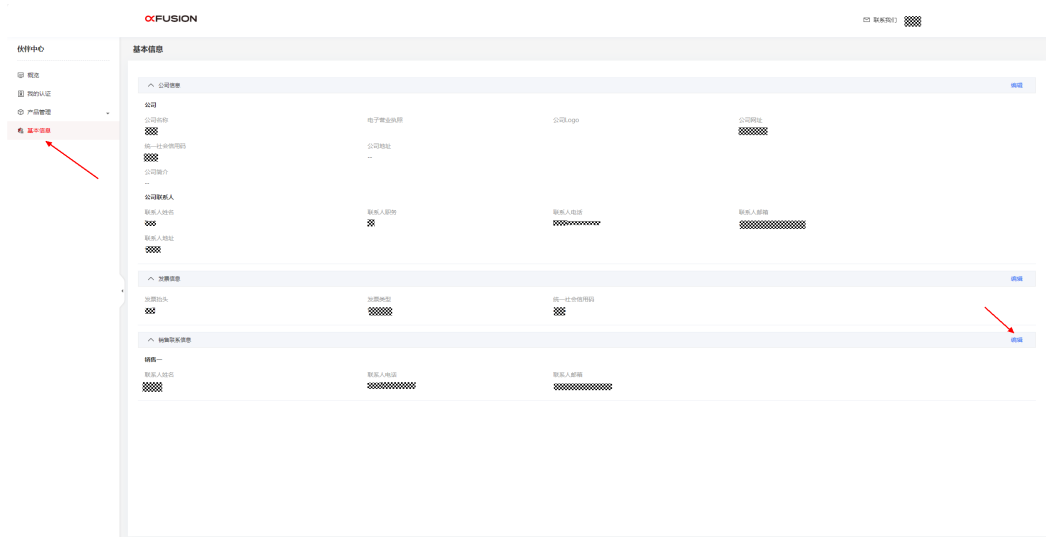 XFUSION
联系我们
伙伴中心
概览
我的认证
产品管理
基本信息
基本信息
公司信息 编辑
公司
公司名称 电子营业执照 公司Logo 公司网址
统一社会信用码 公司地址
--
公司简介
--
公司联系人
联系人姓名 联系人职务 联系人电话 联系人邮箱
联系人地址
发票信息 编辑
发票抬头 发票类型 统一社会信用码
销售联系信息 编辑
销售一
联系人姓名 联系人电话 联系人邮箱